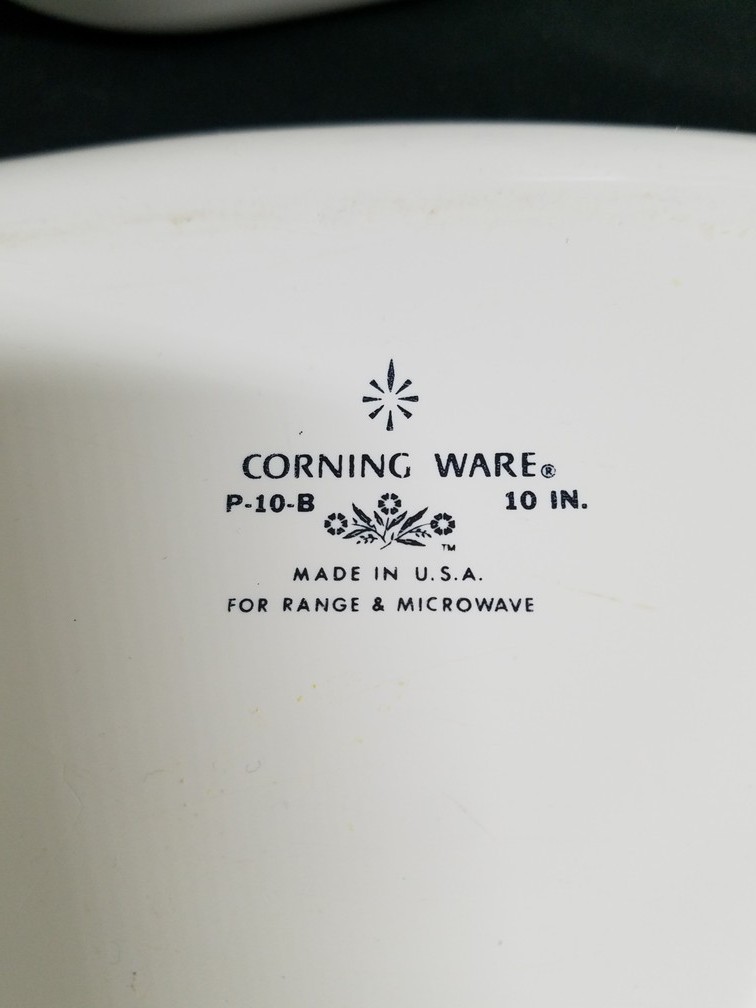 CORNING WARE®
P-10-B 10 IN.
TM
MADE IN U.S.A.
FOR RANGE & MICROWAVE